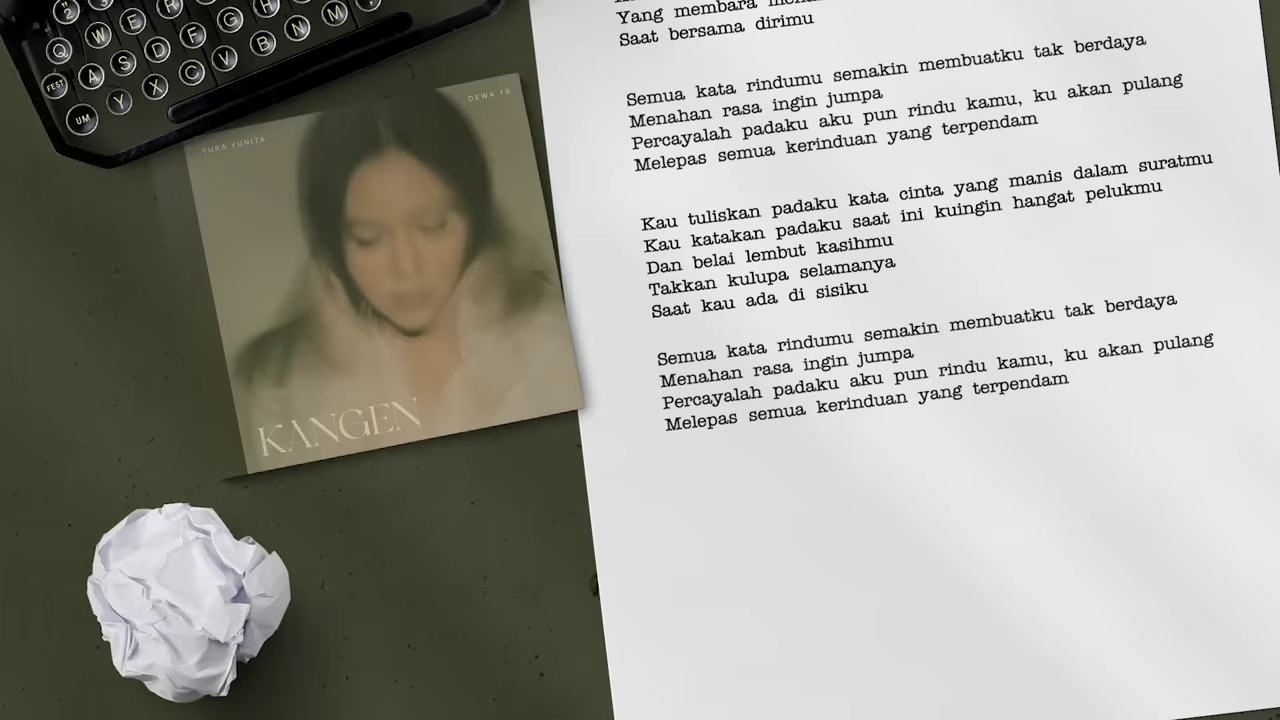 2 3
Q W E R
FEST A S D F G H
UM Y X C V B N M ;
YURA YUNITA
DEWA 19
KANGEN
Yang membara
Saat bersama dirimu
Semua kata rindumu semakin membuatku tak berdaya
Menahan rasa ingin jumpa
Percayalah padaku aku pun rindu kamu, ku akan pulang
Melepas semua kerinduan yang terpendam
Kau tuliskan padaku kata cinta yang manis dalam suratmu
Kau katakan padaku saat ini kuingin hangat pelukmu
Dan belai lembut kasihmu
Takkan kulupa selamanya
Saat kau ada di sisiku
Semua kata rindumu semakin membuatku tak berdaya
Menahan rasa ingin jumpa
Percayalah padaku aku pun rindu kamu, ku akan pulang
Melepas semua kerinduan yang terpendam